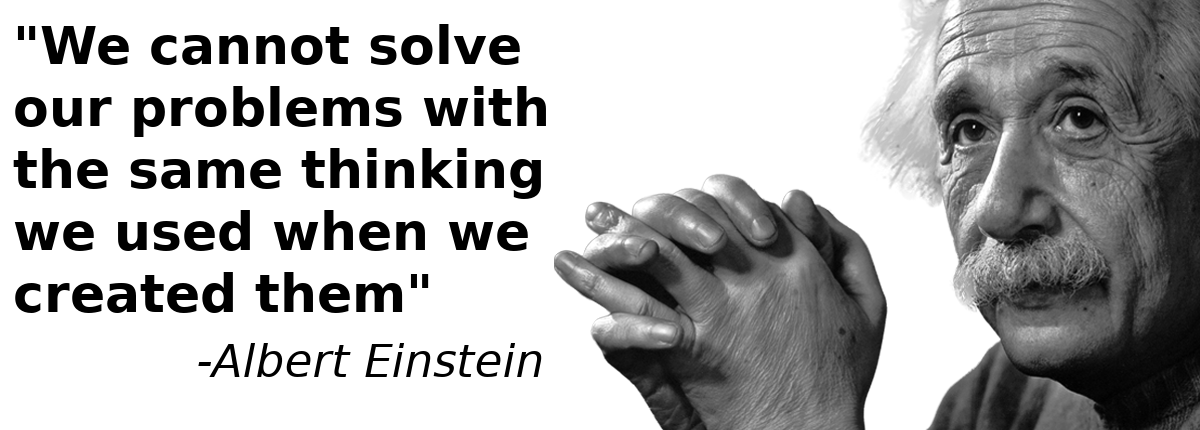 "We cannot solve
our problems with
the same thinking
we used when we
created them"
-Albert Einstein